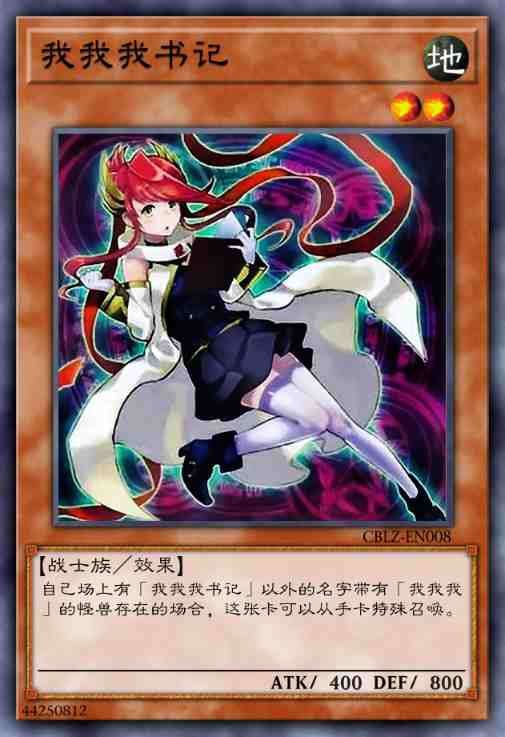 我我我书记
地
CBLZ-EN008
【战士族／效果】
自己场上有「我我我书记」以外的名字带有「我我我
」的怪兽存在的场合，这张卡可以从手卡特殊召唤。
ATK/ 400 DEF/ 800
44250812